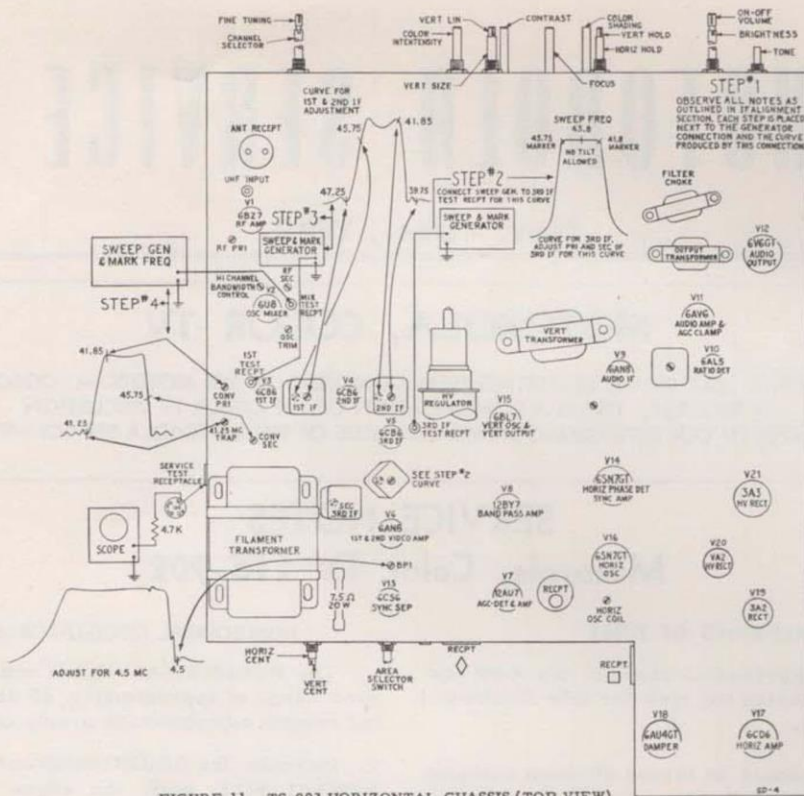 FINE TUNING
CHANNEL
SELECTOR
COLOR
INTENTENSITY
VERT LIN
VERT SIZE
CONTRAST
FOCUS
COLOR
SHADING
VERT HOLD
HORIZ HOLD
ON-OFF
VOLUME
BRIGHTNESS
TONE
STEP #1
OBSERVE ALL NOTES AS
OUTLINED IN IF ALIGNMENT
SECTION. EACH STEP IS PLACED
NEXT TO THE GENERATOR
CONNECTION AND THE CURVE
PRODUCED BY THIS CONNECTION
CURVE FOR
1ST & 2ND IF
ADJUSTMENT
45.75
41.85
47.25
39.75
SWEEP FREQ
43.8
45.75
MARKER
41.8
MARKER
NO TILT
ALLOWED
STEP #2
CONNECT SWEEP GEN. TO 3RD IF
TEST RECPT FOR THIS CURVE
SWEEP & MARK
GENERATOR
CURVE FOR 3RD IF,
ADJUST PRI AND SEC OF
3RD IF FOR THIS CURVE
ANT RECPT
UHF INPUT
V1
6BZ7
RF AMP
RF PRI
STEP #3
SWEEP & MARK
GENERATOR
SWEEP GEN
& MARK FREQ
STEP #4
HI CHANNEL
BANDWIDTH
CONTROL
RF
SEC
V2
6U8
OSC MIXER
MIX
TEST
RECPT
OSC
TRIM
1ST
TEST
RECPT
V3
6CB6
1ST IF
1ST IF
V4
6CB6
2ND IF
2ND IF
V5
6CB6
3RD IF
3RD IF
TEST RECPT
HV
REGULATOR
VERT
TRANSFORMER
FILTER
CHOKE
OUTPUT
TRANSFORMER
V12
6V6GT
AUDIO
OUTPUT
V11
6AV6
AUDIO AMP &
AGC CLAMP
V10
6AL5
RATIO DET
V9
6AN8
AUDIO IF
V15
6BL7
VERT OSC &
VERT OUTPUT
41.85
45.75
41.25
CONV
PRI
41.25 MC
TRAP
CONV
SEC
SERVICE
TEST
RECEPTACLE
4.7K
SCOPE
FILAMENT
TRANSFORMER
SEC
3RD IF
SEE STEP #2
CURVE
V6
6AN8
1ST & 2ND VIDEO AMP
BP1
V13
6CS6
SYNC SEP
7.5 Ω
20 W
V8
12BY7
BAND PASS AMP
V7
12AU7
AGC-DET & AMP
V14
6SN7GT
HORIZ PHASE DET
SYNC AMP
V16
6SN7GT
HORIZ
OSC
HORIZ
OSC COIL
RECPT
V21
3A3
HV RECT
V20
VA2
HV RECT
V19
3A2
RECT
4.5
ADJUST FOR 4.5 MC
HORIZ
CENT
VERT
CENT
AREA
SELECTOR
SWITCH
RECPT
RECPT.
V18
6AU4GT
DAMPER
V17
6CD6
HORIZ AMP
SD-4